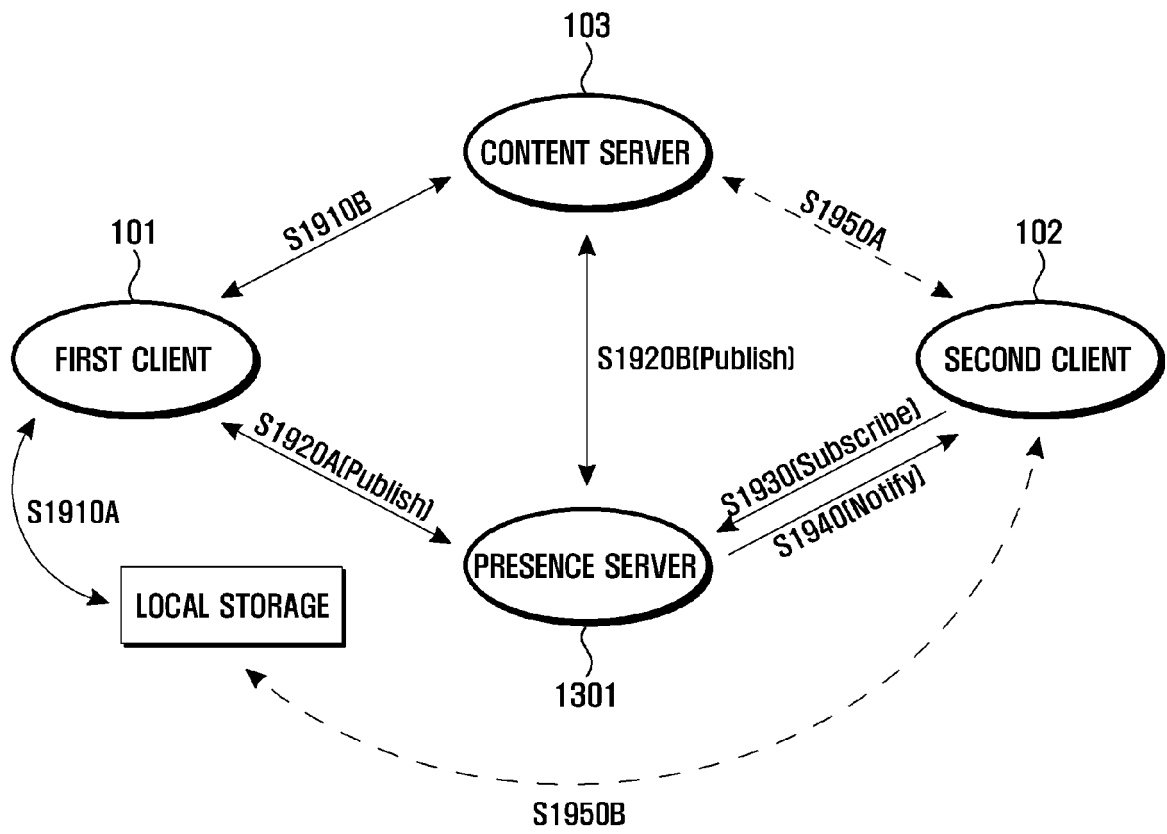 103
CONTENT SERVER
S1910B
S1950A
101
102
FIRST CLIENT
S1920B(Publish)
SECOND CLIENT
S1920A(Publish)
S1930(Subscribe)
S1940(Notify)
S1910A
PRESENCE SERVER
LOCAL STORAGE
1301
S1950B